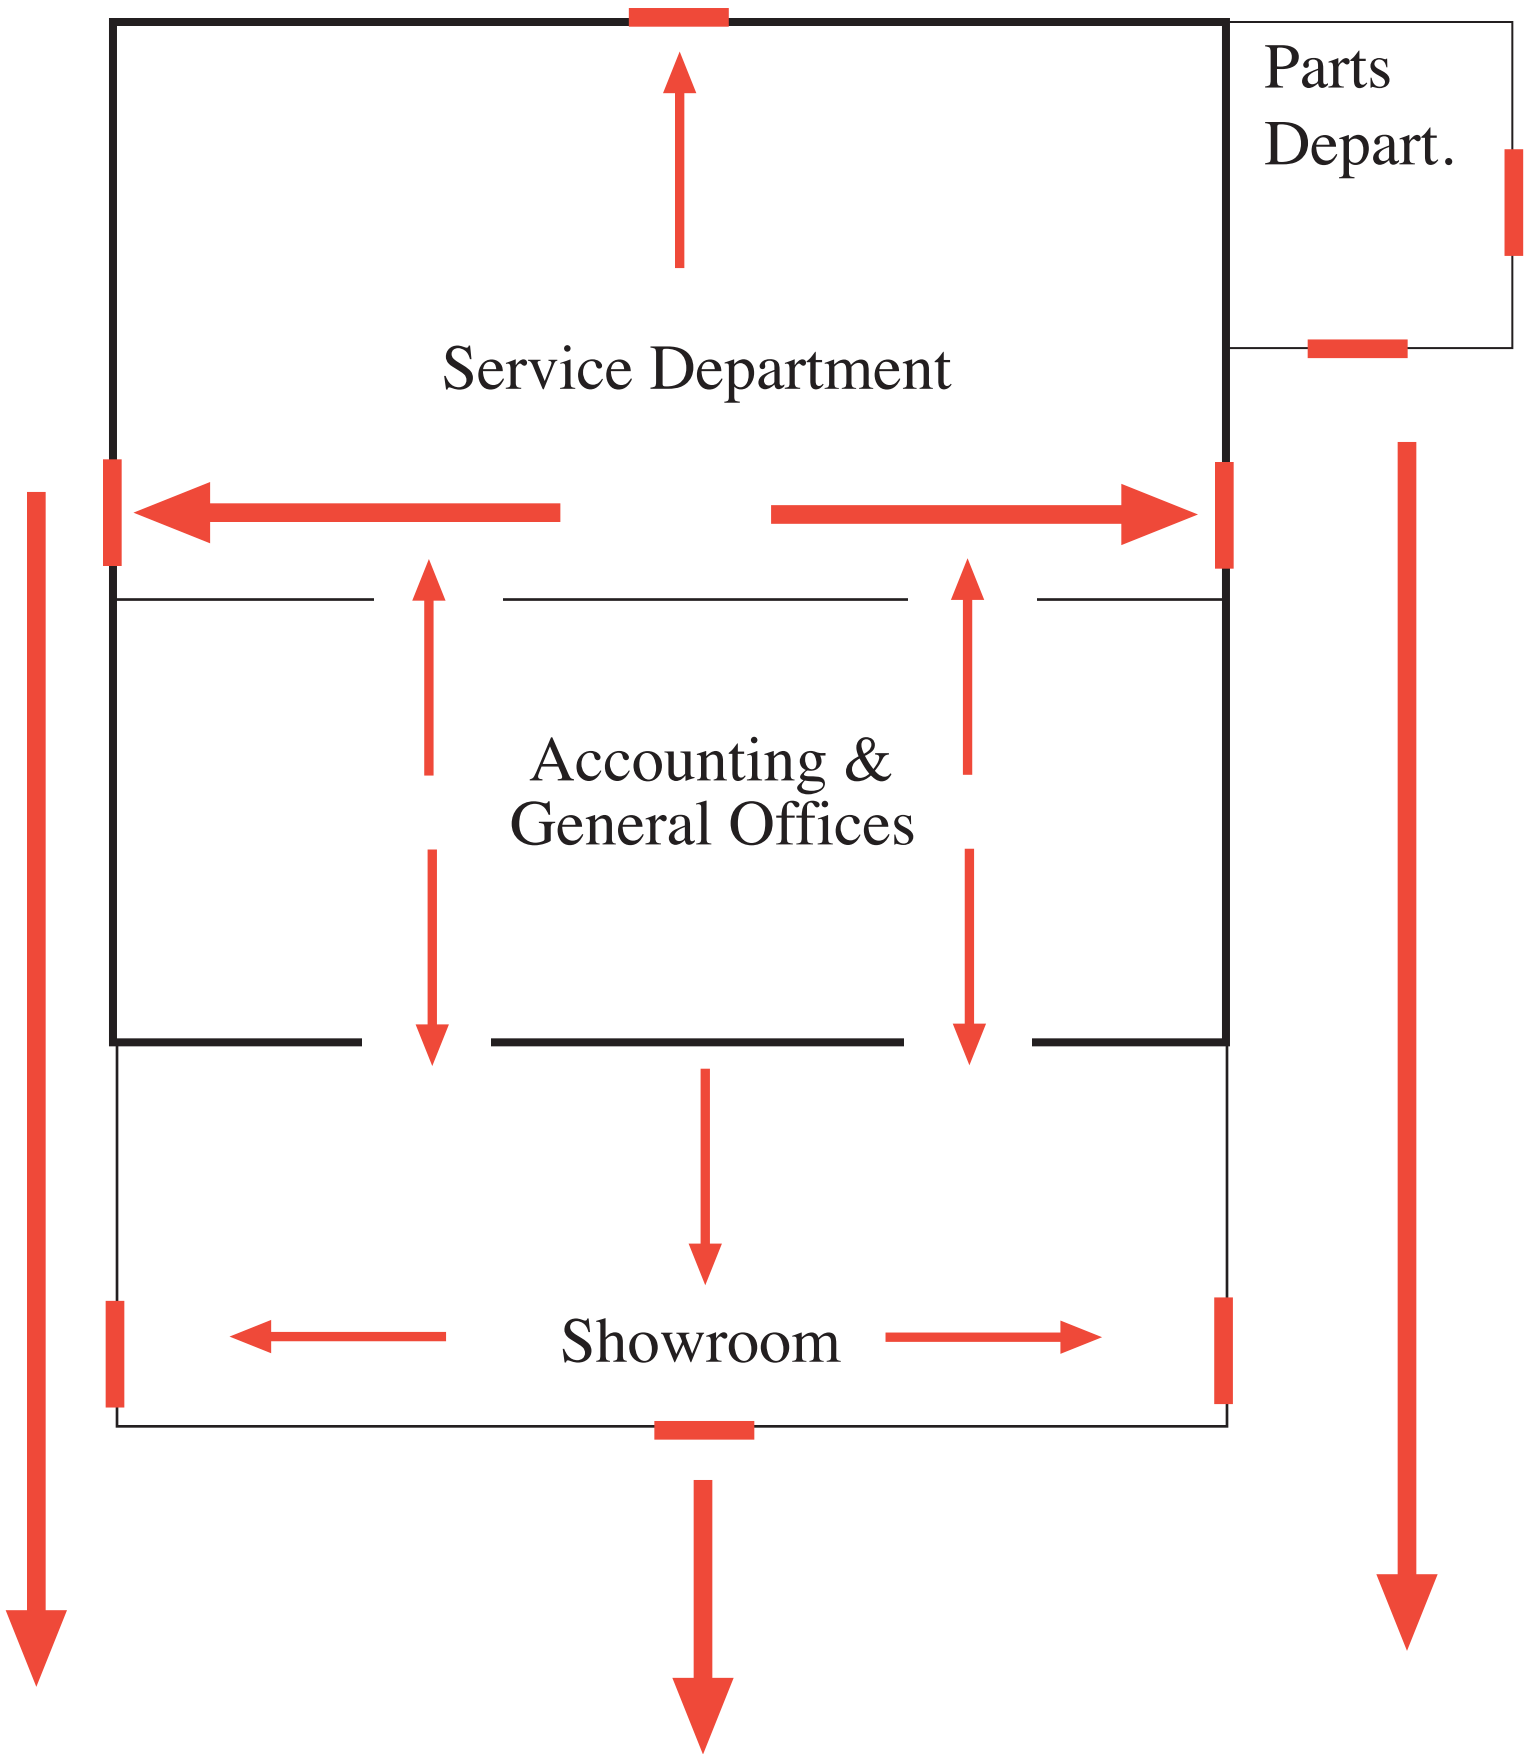 Parts
Depart.
Service Department
Accounting &
General Offices
Showroom